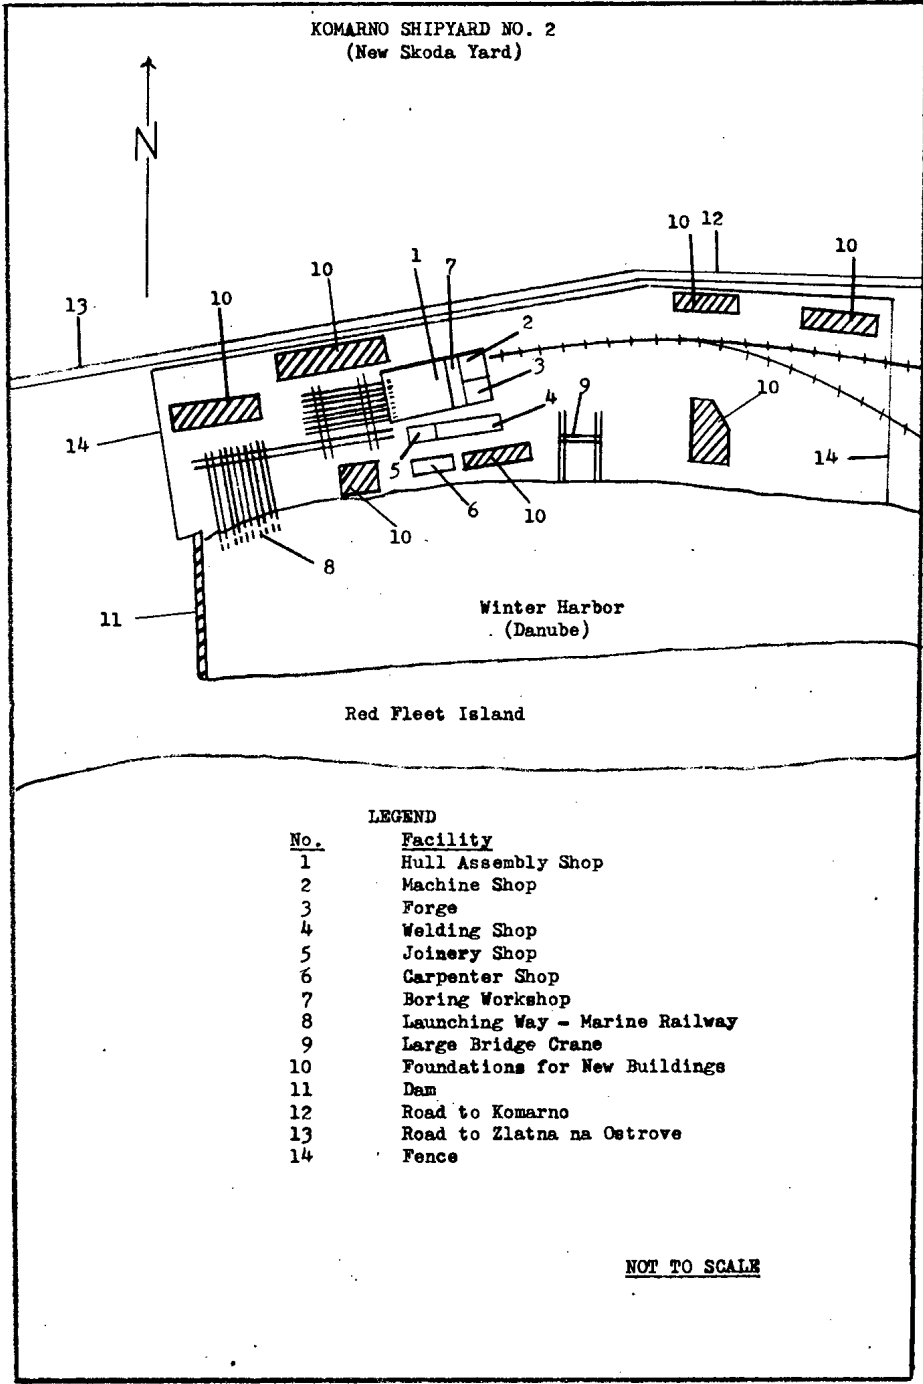 KOMARNO SHIPYARD NO. 2
(New Skoda Yard)
N
10 12
10
1 7
10
10
13
2
3
9
4
10
14
14
5
6
10
10
8
11
Winter Harbor
(Danube)
Red Fleet Island
LEGEND
No. Facility
1 Hull Assembly Shop
2 Machine Shop
3 Forge
4 Welding Shop
5 Joinery Shop
6 Carpenter Shop
7 Boring Workshop
8 Launching Way - Marine Railway
9 Large Bridge Crane
10 Foundations for New Buildings
11 Dam
12 Road to Komarno
13 Road to Zlatna na Ostrove
14 Fence
NOT TO SCALE